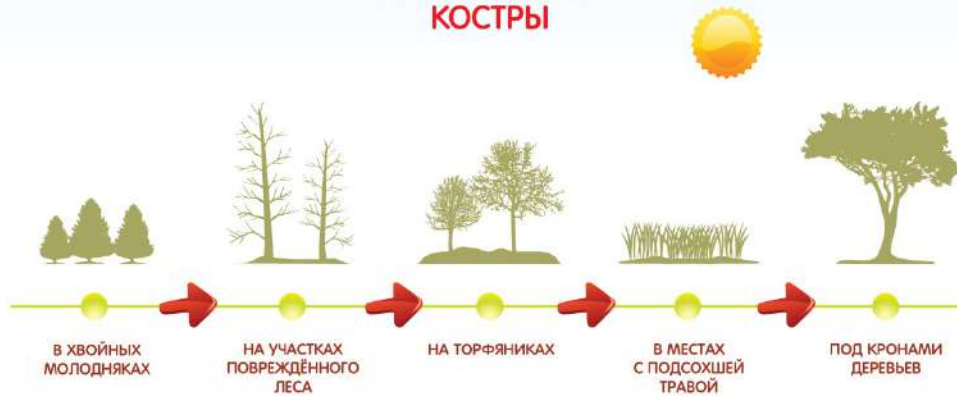 КОСТРЫ
В ХВОЙНЫХ
МОЛОДНЯКАХ
НА УЧАСТКАХ
ПОВРЕЖДЁННОГО
ЛЕСА
НА ТОРФЯНИКАХ
В МЕСТАХ
С ПОДСОХШЕЙ
ТРАВОЙ
ПОД КРОНАМИ
ДЕРЕВЬЕВ